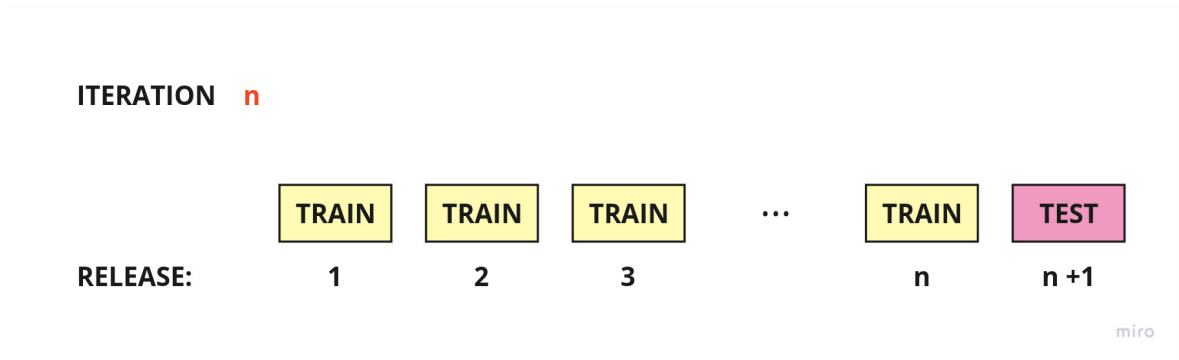 ITERATION n
TRAIN TRAIN TRAIN ... TRAIN TEST
RELEASE: 1 2 3 n n +1
miro